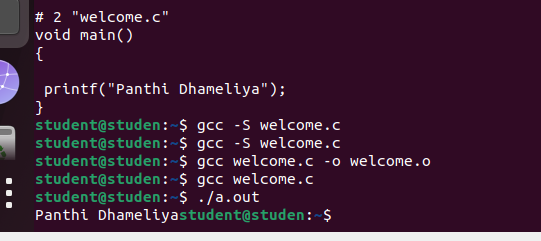 # 2 "welcome.c"
void main()
{
printf("Panthi Dhameliya");
}
student@studen:~$ gcc -S welcome.c
student@studen:~$ gcc -S welcome.c
student@studen:~$ gcc welcome.c -o welcome.o
student@studen:~$ gcc welcome.c
student@studen:~$ ./a.out
Panthi Dhameliyastudent@studen:~$